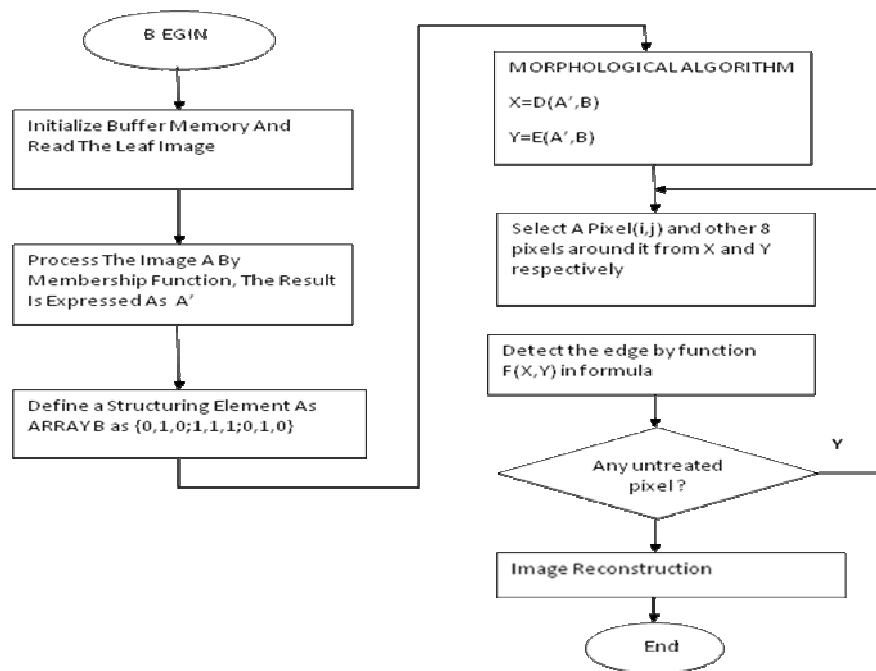 B EGIN
Initialize Buffer Memory And
Read The Leaf Image
Process The Image A By
Membership Function, The Result
Is Expressed As A'
Define a Structuring Element As
ARRAY B as {0,1,0;1,1,1;0,1,0}
MORPHOLOGICAL ALGORITHM
X=D(A',B)
Y=E(A',B)
Select A Pixel(i,j) and other 8
pixels around it from X and Y
respectively
Detect the edge by function
F(X,Y) in formula
Any untreated
pixel ?
Y
Image Reconstruction
End